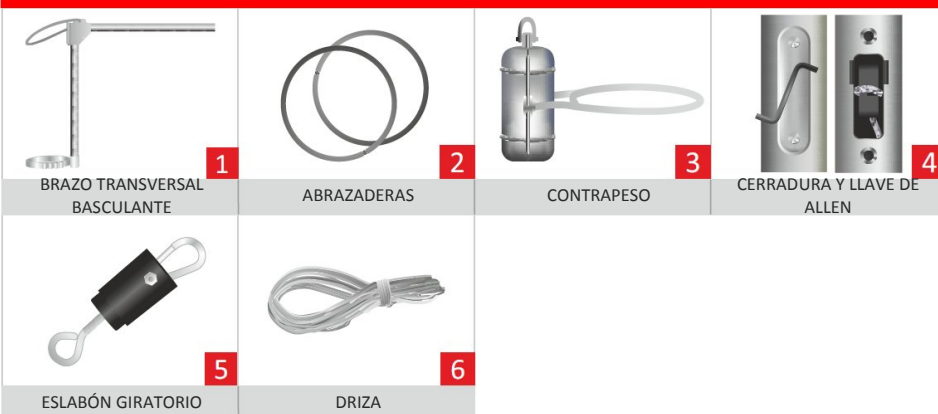 1
BRAZO TRANSVERSAL
BASCULANTE
2
ABRAZADERAS
3
CONTRAPESO
4
CERRADURA Y LLAVE DE
ALLEN
5
ESLABÓN GIRATORIO
6
DRIZA